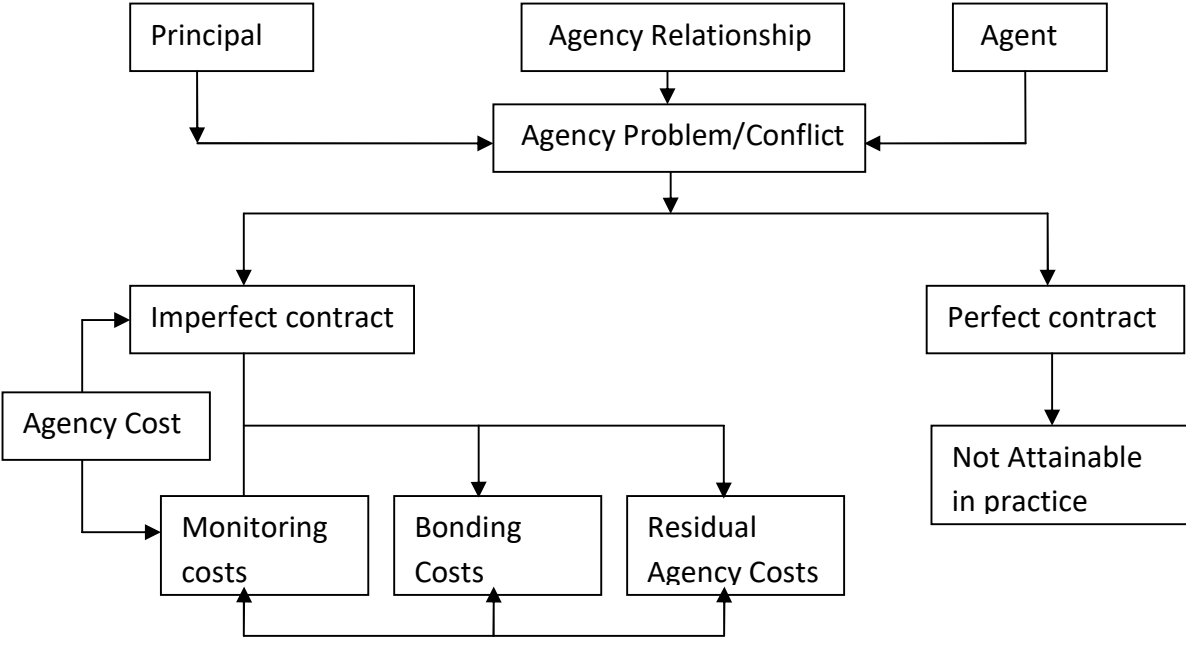 Principal
Agency Relationship
Agent
Agency Problem/Conflict
Imperfect contract
Perfect contract
Agency Cost
Not Attainable
in practice
Monitoring
costs
Bonding
Costs
Residual
Agency Costs